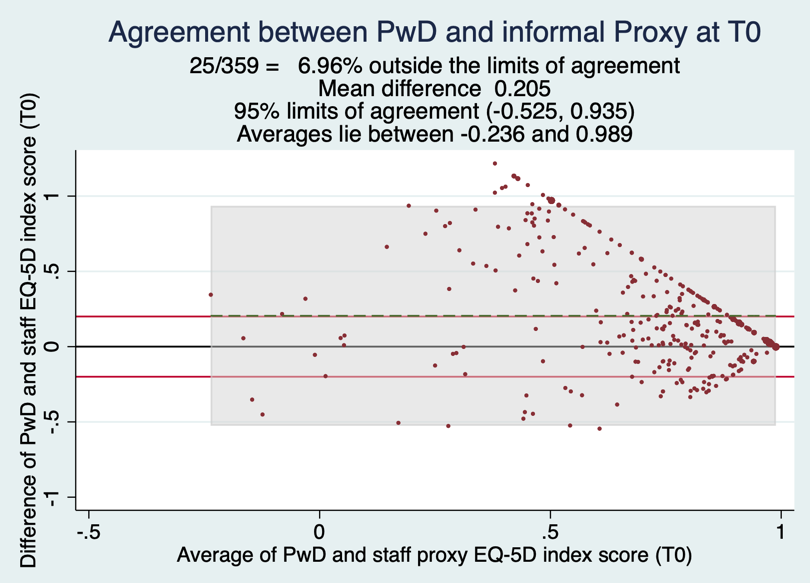 Agreement between PwD and informal Proxy at T0
25/359 = 6.96% outside the limits of agreement
Mean difference 0.205
95% limits of agreement (-0.525, 0.935)
Averages lie between -0.236 and 0.989
Difference of PwD and staff EQ-5D index score (T0)
1
.5
0
-.5
-1
-.5
0
.5
1
Average of PwD and staff proxy EQ-5D index score (T0)